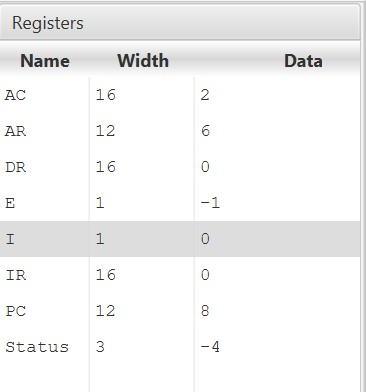 Registers
Name Width Data
AC 16 2
AR 12 6
DR 16 0
E 1 -1
I 1 0
IR 16 0
PC 12 8
Status 3 -4